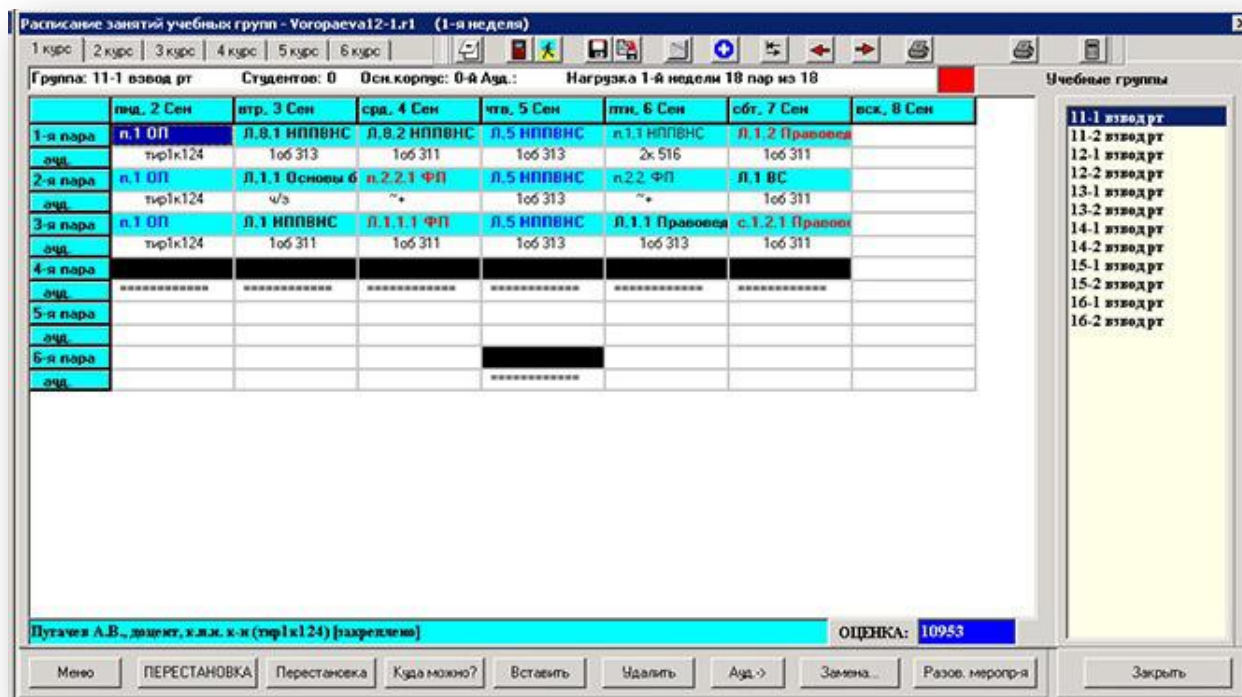 Расписание занятий учебных групп - Voropaeva12-1.r1 (1-я неделя)
1 курс 2 курс 3 курс 4 курс 5 курс 6 курс
Группа: 11-1 взвод рт Студентов: 0 Осн.корпус: 0-й Ауд.: Нагрузка 1-й недели 18 пар из 18 Учебные группы
пнд, 2 Сен втр, 3 Сен срд, 4 Сен чтв, 5 Сен птн, 6 Сен сбт, 7 Сен вск, 8 Сен
1-я пара п.1 ОП Л.8.1 НППВНС Л.8.2 НППВНС Л.5 НППВНС п.1.1 НППВНС Л.1.2 Правовед
ауд. тир1к124 1об 313 1об 311 1об 313 2к 516 1об 311
2-я пара п.1 ОП Л.1.1 Основы б п.2.2.1 ФП Л.5 НППВНС п.2.2 ФП Л.1 ВС
ауд. тир1к124 ч/з ~+ 1об 313 ~+ 1об 311
3-я пара п.1 ОП Л.1 НППВНС Л.1.1.1 ФП Л.5 НППВНС Л.1.1 Правовед с.1.2.1 Правове
ауд. тир1к124 1об 311 1об 311 1об 313 1об 313 1об 311
4-я пара
ауд. ============ ============ ============ ============ ============ ============
5-я пара
ауд.
6-я пара
ауд. ============
11-1 взвод рт
11-2 взвод рт
12-1 взвод рт
12-2 взвод рт
13-1 взвод рт
13-2 взвод рт
14-1 взвод рт
14-2 взвод рт
15-1 взвод рт
15-2 взвод рт
16-1 взвод рт
16-2 взвод рт
Пугачев А.В., доцент, к.п.н. к-н (тир1к124) [закреплено] ОЦЕНКА: 10953
Меню ПЕРЕСТАНОВКА Перестановка Куда можно? Вставить Удалить Ауд.-> Замена... Разов. меропр-я Закрыть